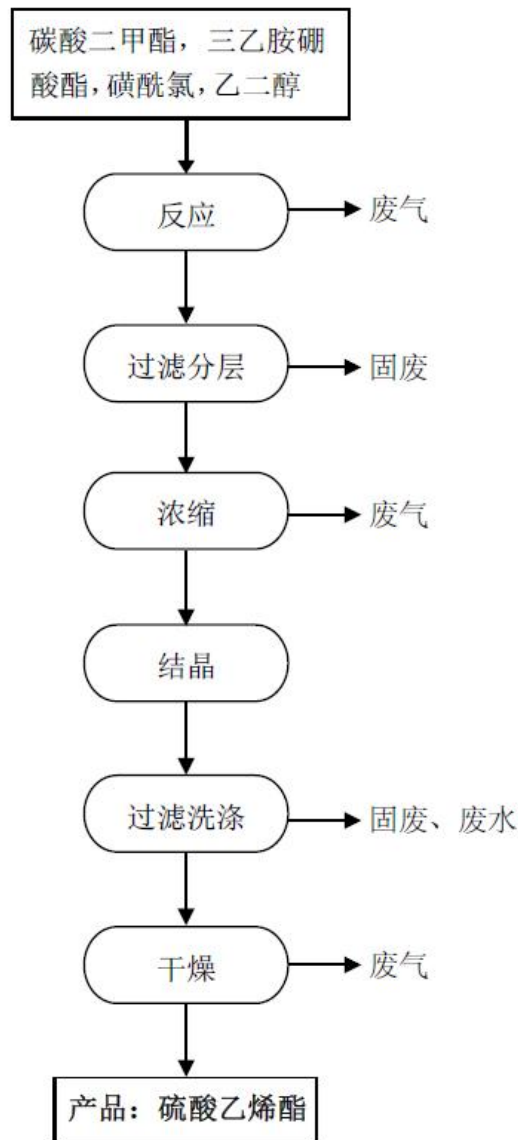 碳酸二甲酯，三乙胺硼
酸酯，磺酰氯，乙二醇
反应
废气
过滤分层
固废
浓缩
废气
结晶
过滤洗涤
固废、废水
干燥
废气
产品：硫酸乙烯酯